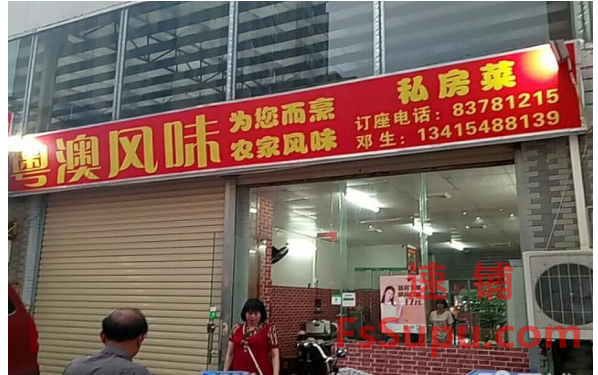 粤澳风味
为您而烹
农家风味
私房菜
订座电话：83781215
邓生：13415488139
速铺
FsSupu.com